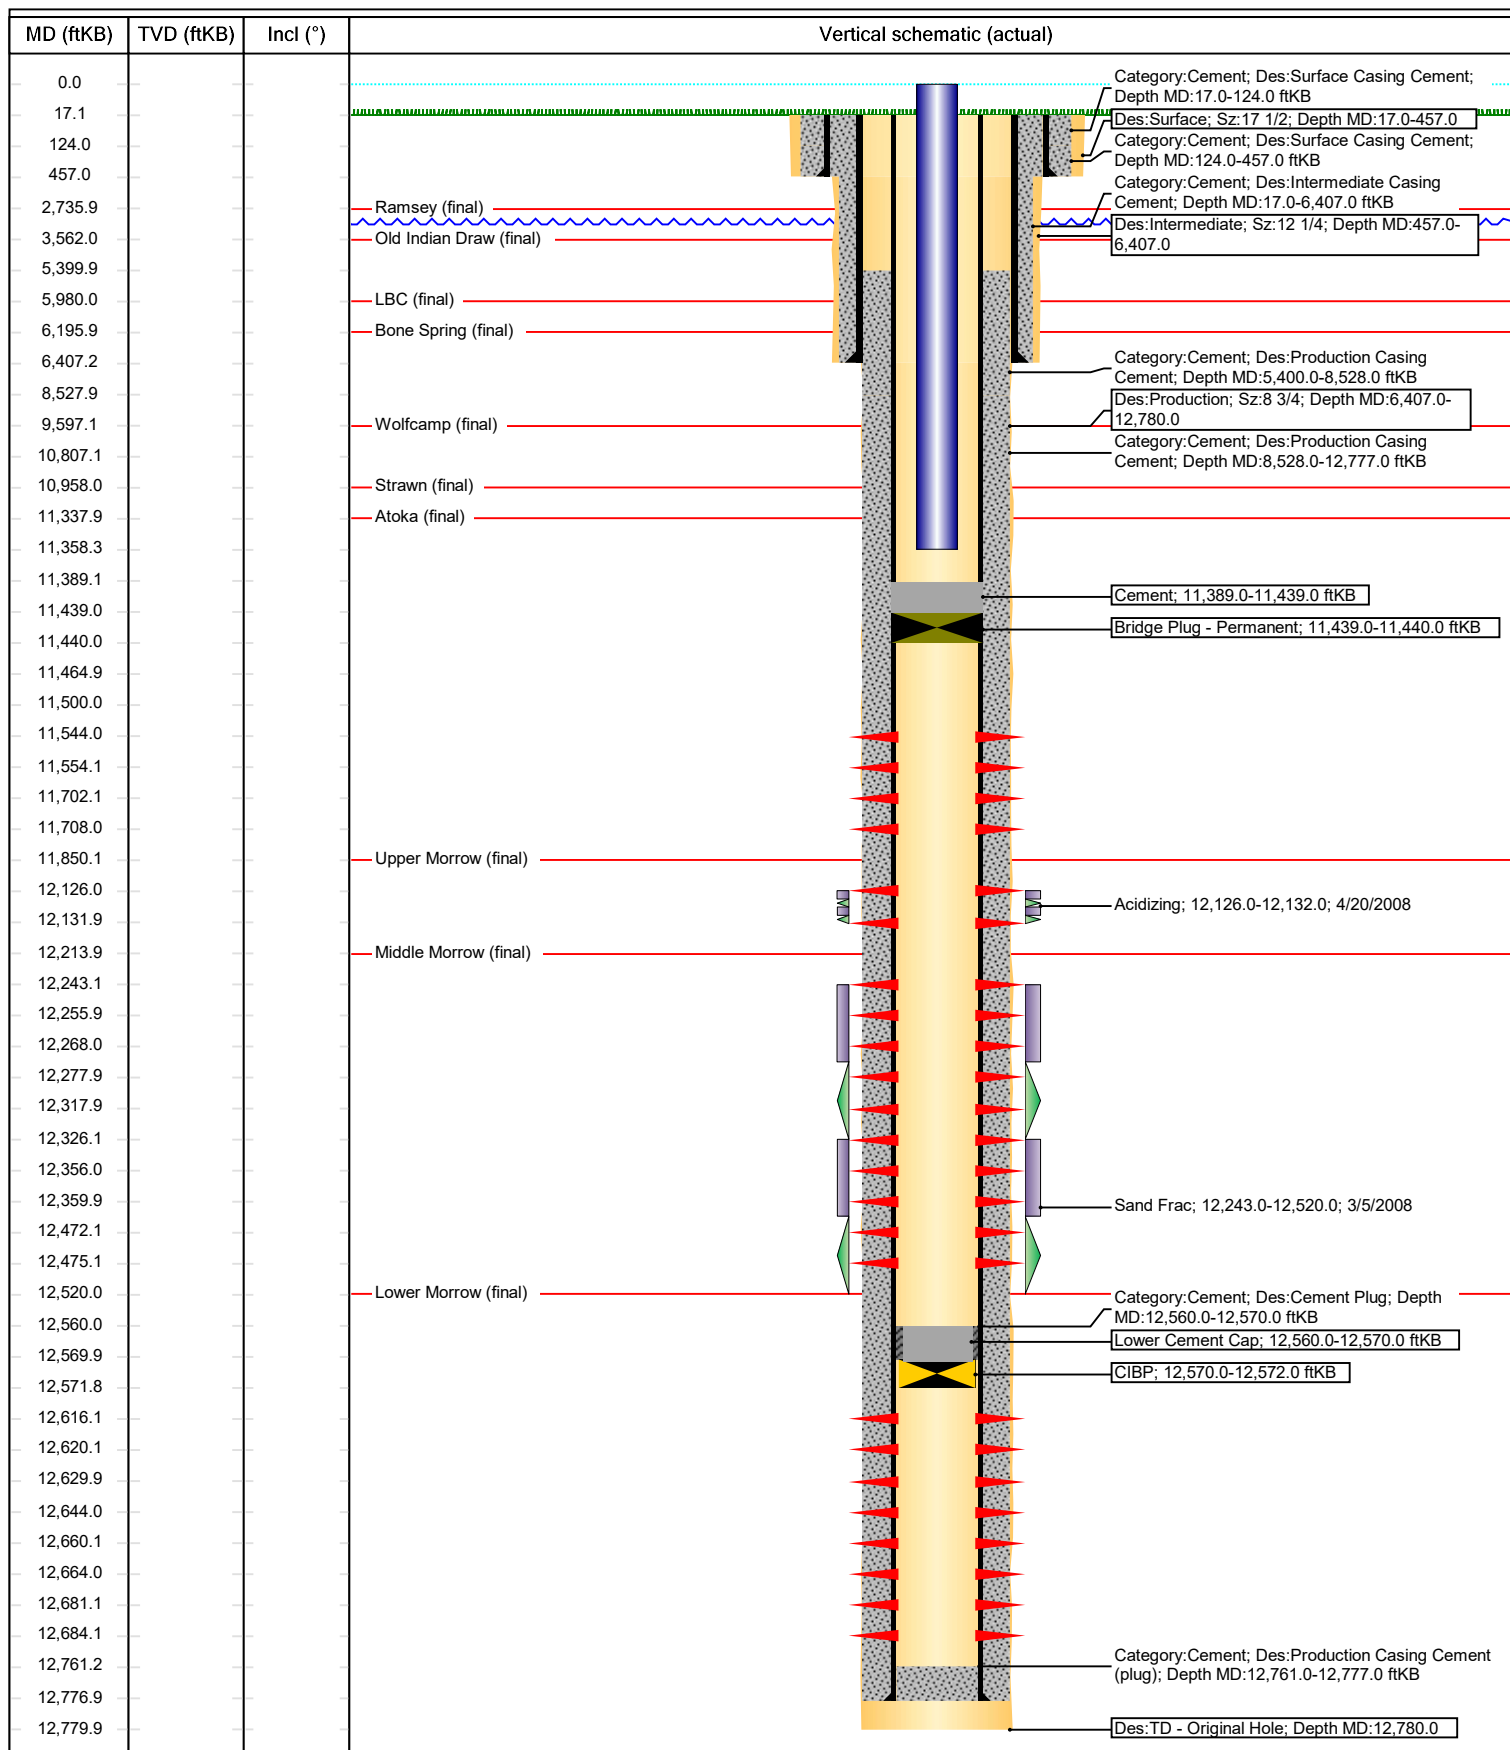 MD (ftKB)
TVD (ftKB)
Incl (°)
Vertical schematic (actual)
0.0
17.1
124.0
457.0
2,735.9
3,562.0
5,399.9
5,980.0
6,195.9
6,407.2
8,527.9
9,597.1
10,807.1
10,958.0
11,337.9
11,358.3
11,389.1
11,439.0
11,440.0
11,464.9
11,500.0
11,544.0
11,554.1
11,702.1
11,708.0
11,850.1
12,126.0
12,131.9
12,213.9
12,243.1
12,255.9
12,268.0
12,277.9
12,317.9
12,326.1
12,356.0
12,359.9
12,472.1
12,475.1
12,520.0
12,560.0
12,569.9
12,571.8
12,616.1
12,620.1
12,629.9
12,644.0
12,660.1
12,664.0
12,681.1
12,684.1
12,761.2
12,776.9
12,779.9
Ramsey (final)
Old Indian Draw (final)
LBC (final)
Bone Spring (final)
Wolfcamp (final)
Strawn (final)
Atoka (final)
Upper Morrow (final)
Middle Morrow (final)
Lower Morrow (final)
Category:Cement; Des:Surface Casing Cement;
Depth MD:17.0-124.0 ftKB
Des:Surface; Sz:17 1/2; Depth MD:17.0-457.0
Category:Cement; Des:Surface Casing Cement;
Depth MD:124.0-457.0 ftKB
Category:Cement; Des:Intermediate Casing
Cement; Depth MD:17.0-6,407.0 ftKB
Des:Intermediate; Sz:12 1/4; Depth MD:457.0-
6,407.0
Category:Cement; Des:Production Casing
Cement; Depth MD:5,400.0-8,528.0 ftKB
Des:Production; Sz:8 3/4; Depth MD:6,407.0-
12,780.0
Category:Cement; Des:Production Casing
Cement; Depth MD:8,528.0-12,777.0 ftKB
Cement; 11,389.0-11,439.0 ftKB
Bridge Plug - Permanent; 11,439.0-11,440.0 ftKB
Acidizing; 12,126.0-12,132.0; 4/20/2008
Sand Frac; 12,243.0-12,520.0; 3/5/2008
Category:Cement; Des:Cement Plug; Depth
MD:12,560.0-12,570.0 ftKB
Lower Cement Cap; 12,560.0-12,570.0 ftKB
CIBP; 12,570.0-12,572.0 ftKB
Category:Cement; Des:Production Casing Cement
(plug); Depth MD:12,761.0-12,777.0 ftKB
Des:TD - Original Hole; Depth MD:12,780.0